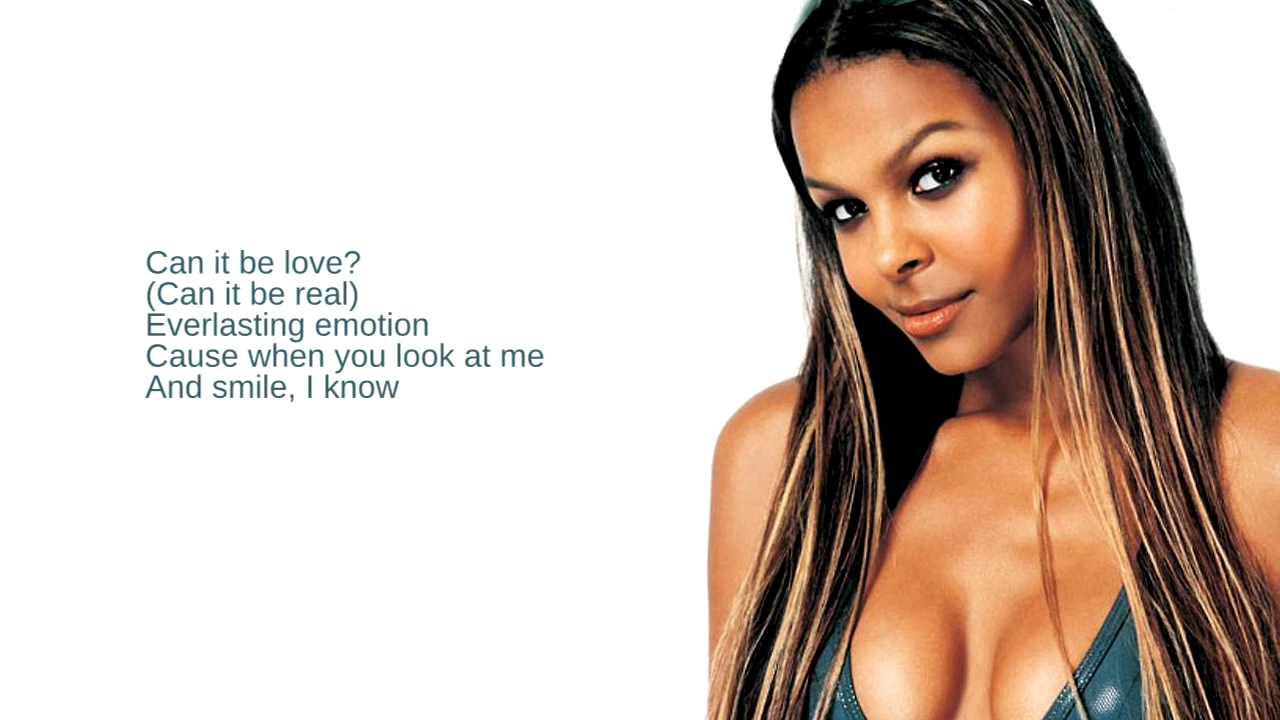 Can it be love?
(Can it be real)
Everlasting emotion
Cause when you look at me
And smile, I know